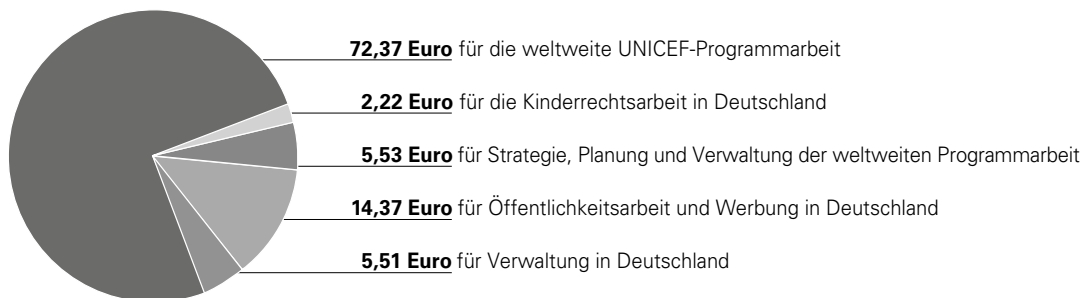 72,37 Euro für die weltweite UNICEF-Programmarbeit
2,22 Euro für die Kinderrechtsarbeit in Deutschland
5,53 Euro für Strategie, Planung und Verwaltung der weltweiten Programmarbeit
14,37 Euro für Öffentlichkeitsarbeit und Werbung in Deutschland
5,51 Euro für Verwaltung in Deutschland